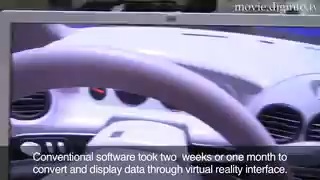 movie.diginfo.tv
Conventional software took two weeks or one month to
convert and display data through virtual reality interface.